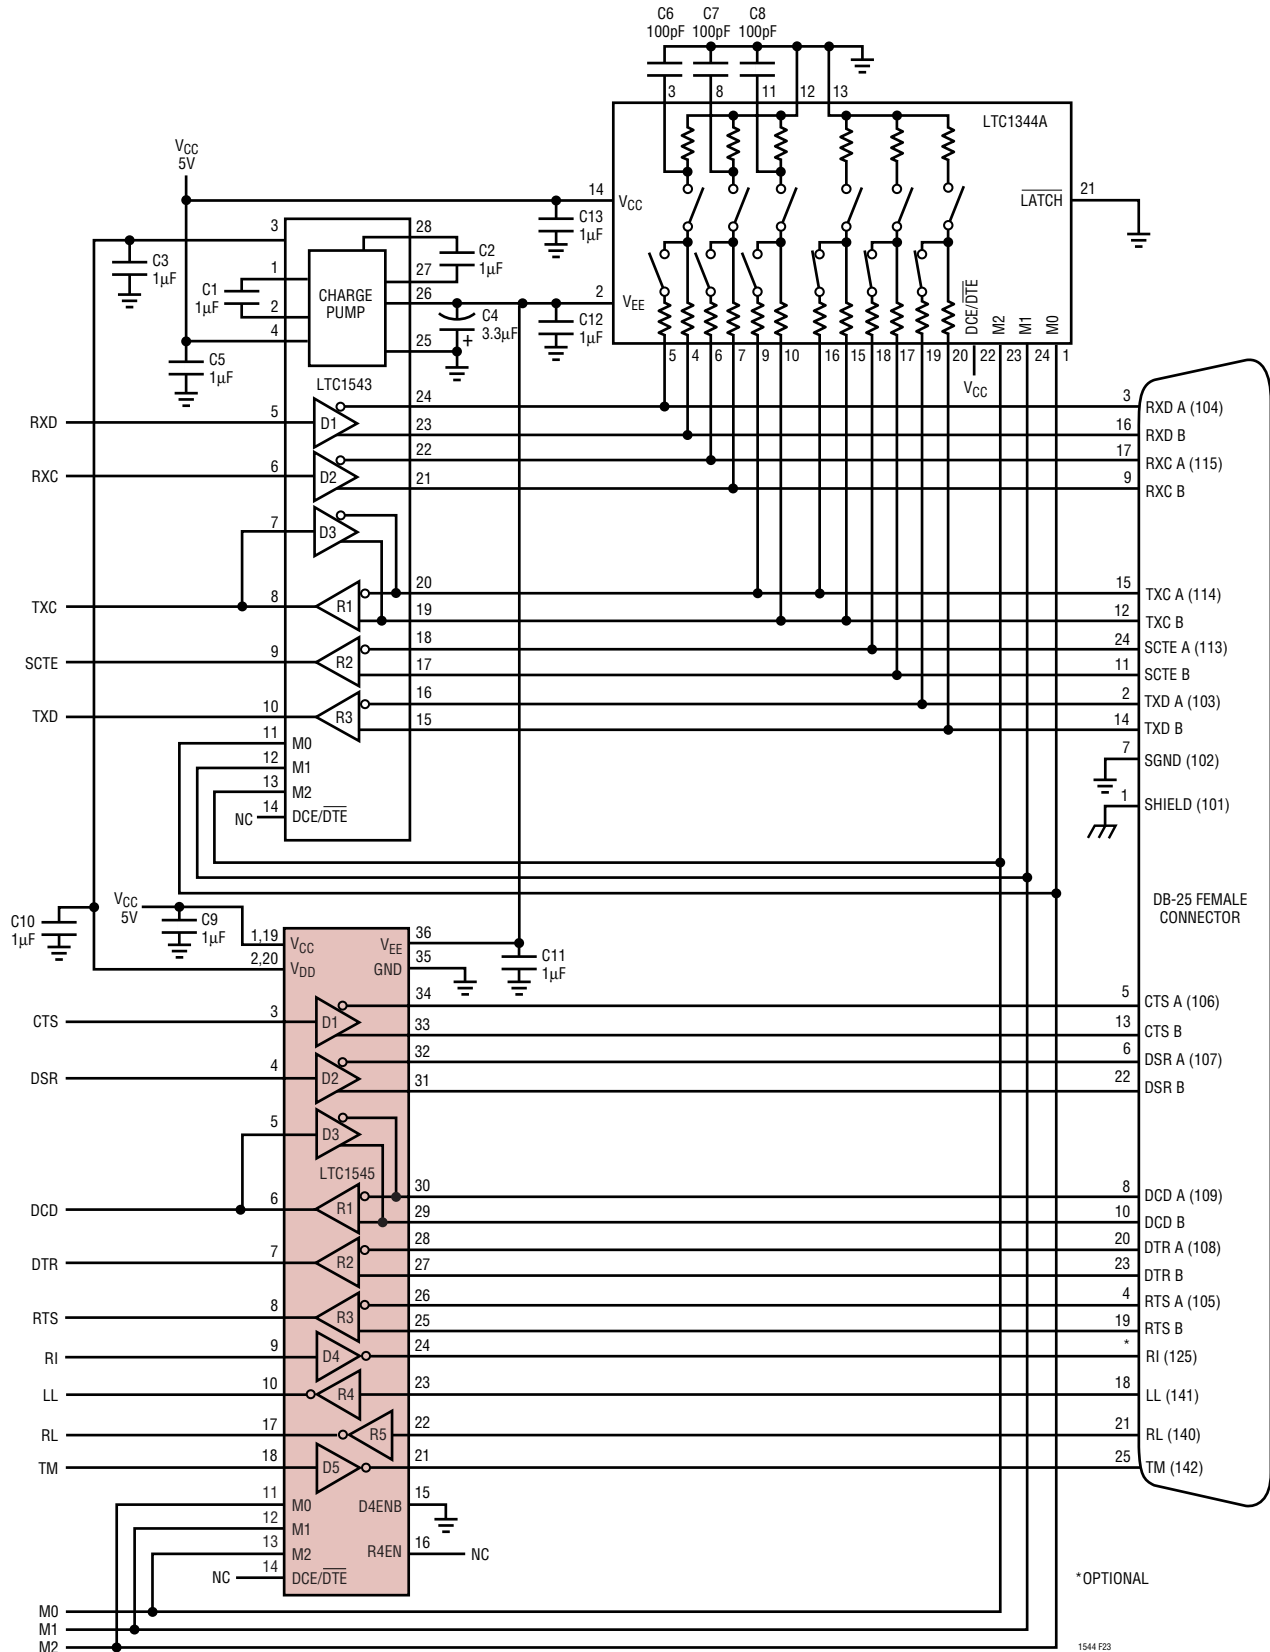 C6 C7 C8
100pF 100pF 100pF
3 8 11 12 13
LTC1344A
VCC
5V
14
VCC
LATCH
21
3
28
C13
1µF
C3
1µF
1
C2
1µF
27
C1
1µF
CHARGE
PUMP
26
2
VEE
2
C4
3.3µF
+
C12
1µF
4
25
C5
1µF
DCE/DTE
M2
M1
M0
5 4 6 7 9 10 16 15 18 17 19 20 22 23 24 1
VCC
LTC1543
RXD
5
D1
24
23
3
RXD A (104)
16
RXD B
RXC
6
D2
22
21
17
RXC A (115)
9
RXC B
7
D3
TXC
8
R1
20
19
15
TXC A (114)
12
TXC B
SCTE
9
R2
18
17
24
SCTE A (113)
11
SCTE B
TXD
10
R3
16
15
2
TXD A (103)
14
TXD B
11
M0
12
M1
13
M2
NC
14
DCE/DTE
7
SGND (102)
1
SHIELD (101)
DB-25 FEMALE
CONNECTOR
C10
1µF
VCC
5V
C9
1µF
1,19
VCC
2,20
VDD
VEE
36
GND
35
C11
1µF
CTS
3
D1
34
33
5
CTS A (106)
13
CTS B
DSR
4
D2
32
31
6
DSR A (107)
22
DSR B
5
D3
LTC1545
DCD
6
R1
30
29
8
DCD A (109)
10
DCD B
DTR
7
R2
28
27
20
DTR A (108)
23
DTR B
RTS
8
R3
26
25
4
RTS A (105)
19
RTS B
RI
9
D4
24
*
RI (125)
LL
10
R4
23
18
LL (141)
RL
17
R5
22
21
RL (140)
TM
18
D5
21
25
TM (142)
11
M0
D4ENB
15
12
M1
13
M2
R4EN
16
NC
NC
14
DCE/DTE
*OPTIONAL
M0
M1
M2
1544 F23